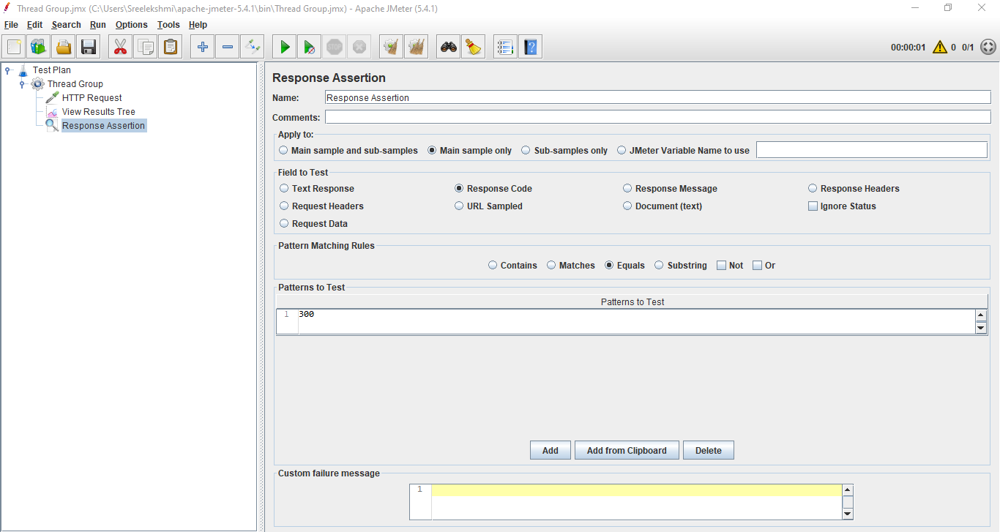 Thread Group.jmx (C:\Users\Sreelekshmi\apache-jmeter-5.4.1\bin\Thread Group.jmx) - Apache JMeter (5.4.1)
File Edit Search Run Options Tools Help
STOP 00:00:01 0 0/1
Test Plan
Thread Group
HTTP Request
View Results Tree
Response Assertion
Response Assertion
Name: Response Assertion
Comments:
Apply to:
Main sample and sub-samples Main sample only Sub-samples only JMeter Variable Name to use
Field to Test
Text Response Response Code Response Message Response Headers
Request Headers URL Sampled Document (text) Ignore Status
Request Data
Pattern Matching Rules
Contains Matches Equals Substring Not Or
Patterns to Test
Patterns to Test
1 300
Add Add from Clipboard Delete
Custom failure message
1